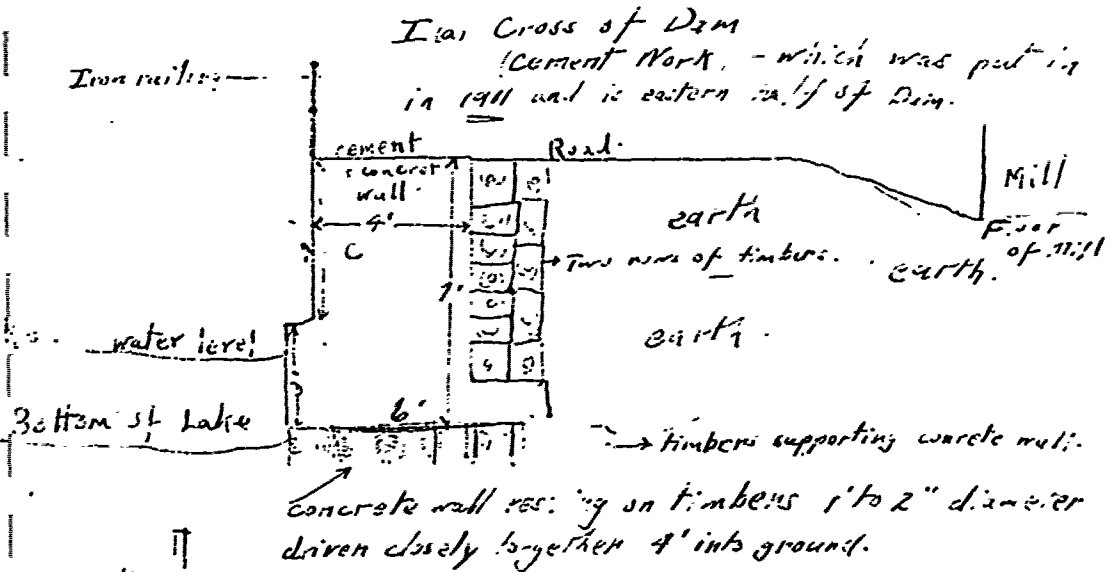 Cross of Dam
Cement Work, - which was put in
in 1911 and is eastern half of Dam.
Iron railing
cement
concret
wall
Road.
Mill
4'
C
earth
Floor
of Mill
Two rows of timbers.
earth.
7'
earth.
water level
6'
Bottom of Lake
timbers supporting concrete wall.
concrete wall resting on timbers 1' to 2" diameter
driven closely together 4' into ground.